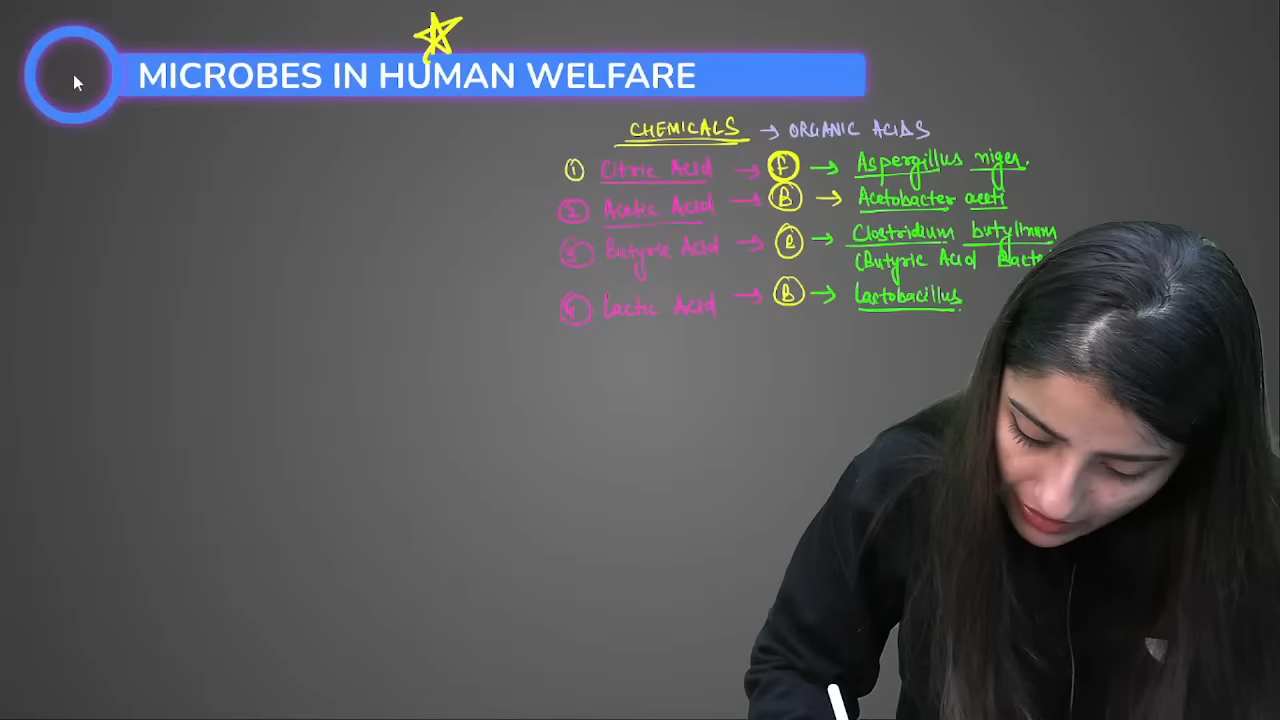 MICROBES IN HUMAN WELFARE
CHEMICALS → ORGANIC ACIDS
① Citric Acid → F → Aspergillus niger.
② Acetic Acid → B → Acetobacter aceti
③ Butyric Acid → B → Clostridium butylinum
(Butyric Acid Bacte
④ Lactic Acid → B → Lactobacillus